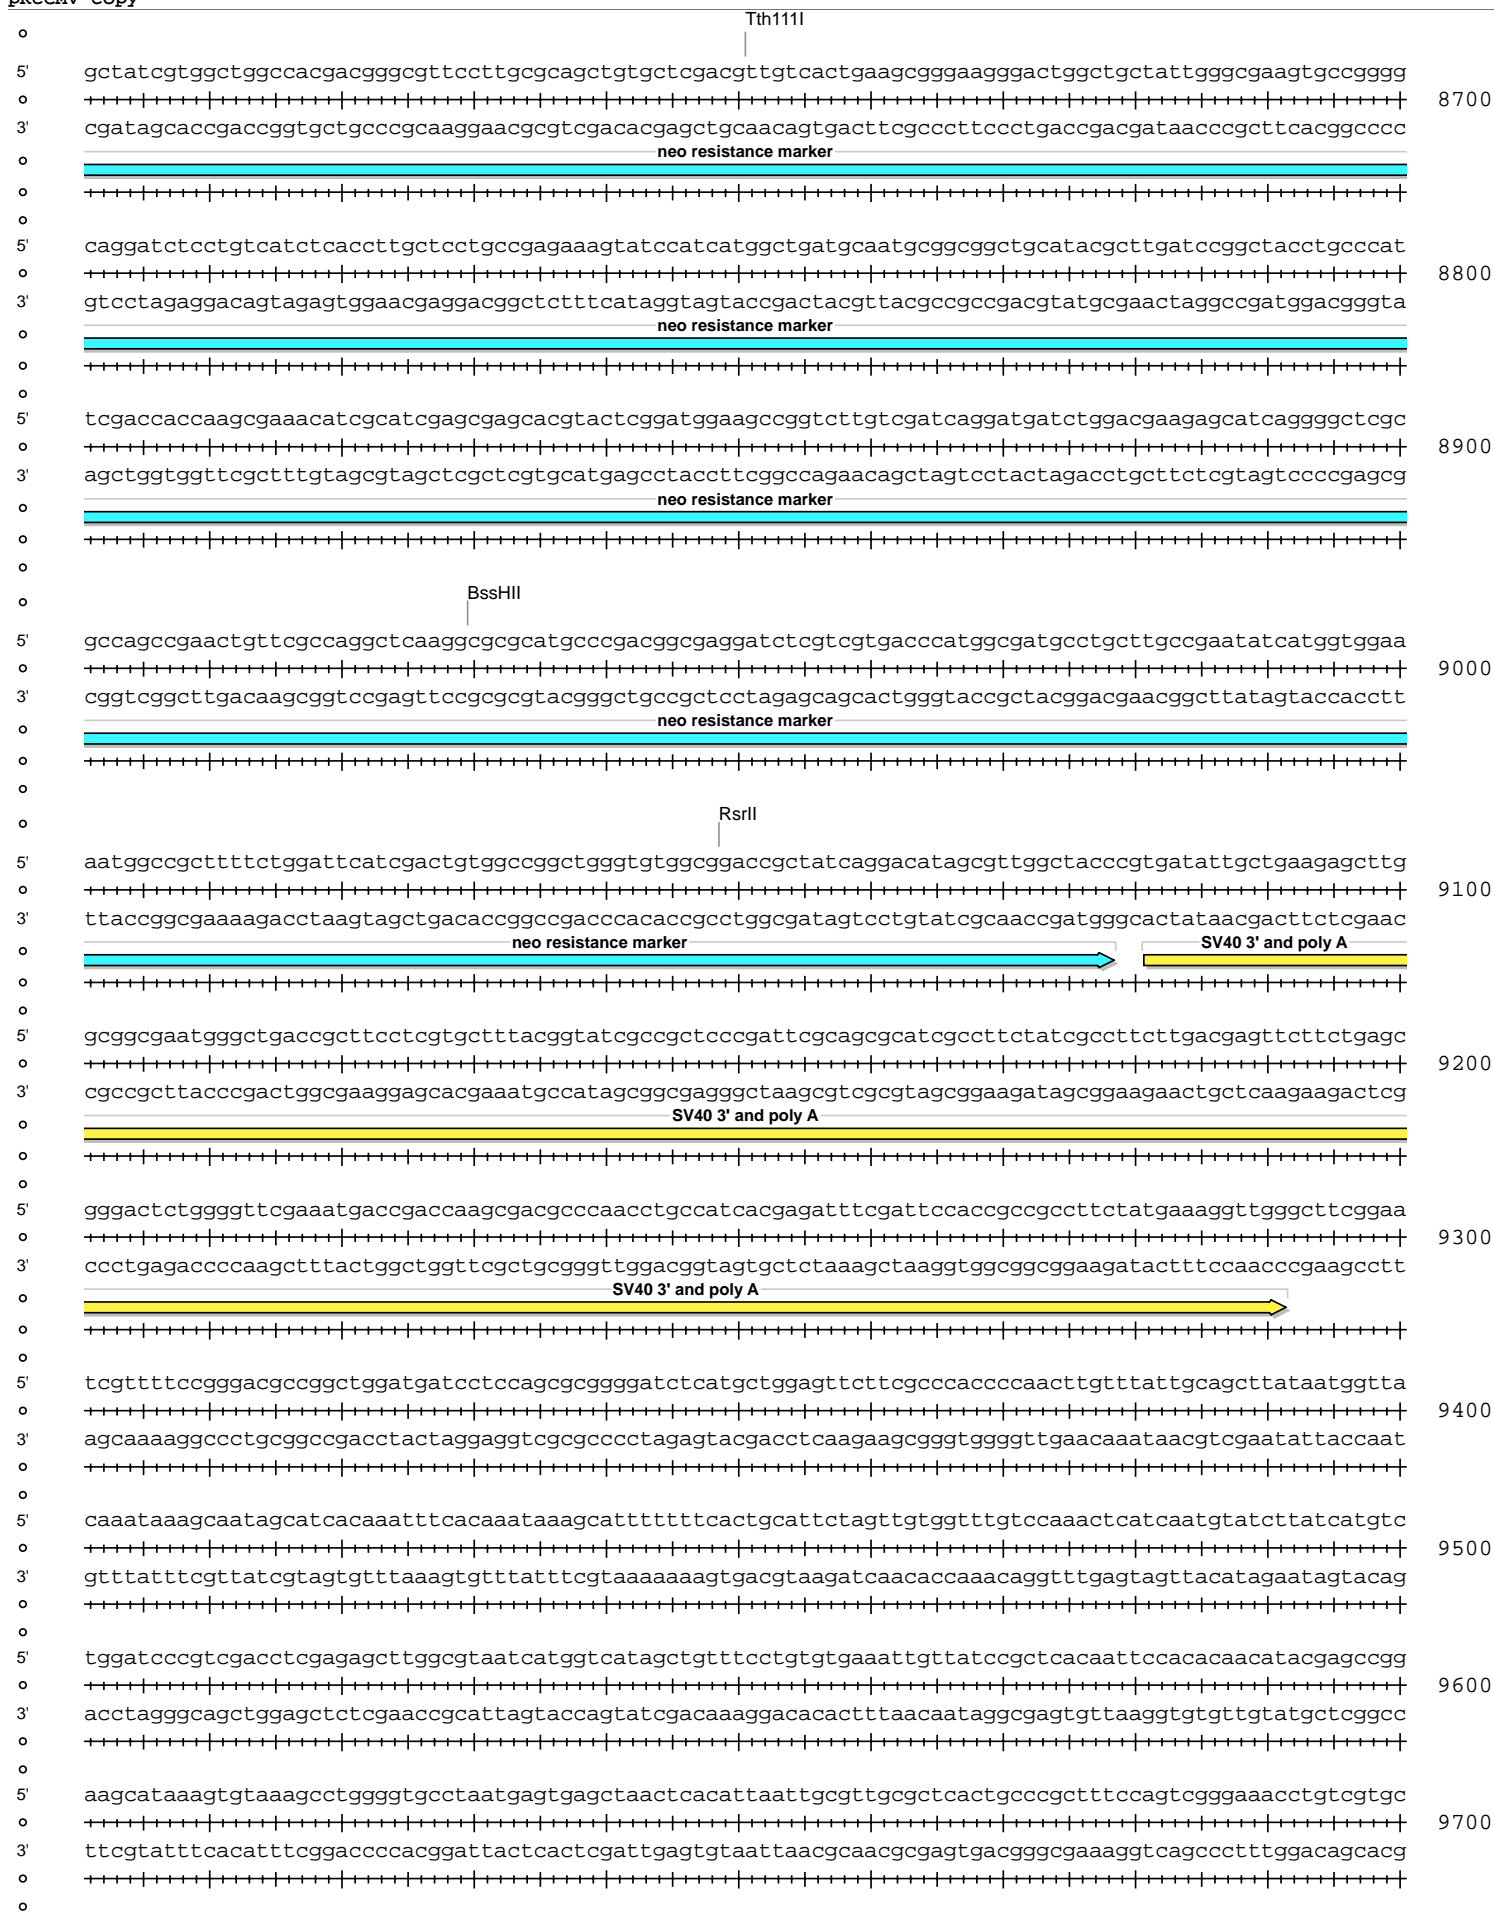 pRcCMV copy
Tth111I
5' gctatcgtggctggccacgacgggcgttccttgcgcagctgtgctcgacgttgtcactgaagcgggaagggactggctgctattgggcgaagtgccgggg
8700
3' cgatagcaccgaccggtgctgcccgcaaggaacgcgtcgacacgagctgcaacagtgacttcgcccttccctgaccgacgataacccgcttcacggcccc
neo resistance marker
5' caggatctcctgtcatctcaccttgctcctgccgagaaagtatccatcatggctgatgcaatgcggcggctgcatacgcttgatccggctacctgcccat
8800
3' gtcctagaggacagtagagtggaacgaggacggctctttcataggtagtaccgactacgttacgccgccgacgtatgcgaactaggccgatggacgggta
neo resistance marker
5' tcgaccaccaagcgaaacatcgcatcgagcgagcacgtactcggatggaagccggtcttgtcgatcaggatgatctggacgaagagcatcaggggctcgc
8900
3' agctggtggttcgctttgtagcgtagctcgctcgtgcatgagcctaccttcggccagaacagctagtcctactagacctgcttctcgtagtccccgagcg
neo resistance marker
BssHII
5' gccagccgaactgttcgccaggctcaaggcgcgcatgcccgacggcgaggatctcgtcgtgacccatggcgatgcctgcttgccgaatatcatggtggaa
9000
3' cggtcggcttgacaagcggtccgagttccgcgcgtacgggctgccgctcctagagcagcactgggtaccgctacggacgaacggcttatagtaccacctt
neo resistance marker
RsrII
5' aatggccgcttttctggattcatcgactgtggccggctgggtgtggcggaccgctatcaggacatagcgttggctacccgtgatattgctgaagagcttg
9100
3' ttaccggcgaaaagacctaagtagctgacaccggccgacccacaccgcctggcgatagtcctgtatcgcaaccgatgggcactataacgacttctcgaac
neo resistance marker SV40 3' and poly A
5' gcggcgaatgggctgaccgcttcctcgtgctttacggtatcgccgctcccgattcgcagcgcatcgccttctatcgccttcttgacgagttcttctgagc
9200
3' cgccgcttacccgactggcgaaggagcacgaaatgccatagcggcgagggctaagcgtcgcgtagcggaagatagcggaagaactgctcaagaagactcg
SV40 3' and poly A
5' gggactctggggttcgaaatgaccgaccaagcgacgcccaacctgccatcacgagatttcgattccaccgccgccttctatgaaaggttgggcttcggaa
9300
3' ccctgagaccccaagctttactggctggttcgctgcgggttggacggtagtgctctaaagctaaggtggcggcggaagatactttccaacccgaagcctt
SV40 3' and poly A
5' tcgttttccgggacgccggctggatgatcctccagcgcggggatctcatgctggagttcttcgcccaccccaacttgtttattgcagcttataatggtta
9400
3' agcaaaaggccctgcggccgacctactaggaggtcgcgcccctagagtacgacctcaagaagcgggtggggttgaacaaataacgtcgaatattaccaat
5' caaataaagcaatagcatcacaaatttcacaaataaagcatttttttcactgcattctagttgtggtttgtccaaactcatcaatgtatcttatcatgtc
9500
3' gtttatttcgttatcgtagtgtttaaagtgtttatttcgtaaaaaaagtgacgtaagatcaacaccaaacaggtttgagtagttacatagaatagtacag
5' tggatcccgtcgacctcgagagcttggcgtaatcatggtcatagctgtttcctgtgtgaaattgttatccgctcacaattccacacaacatacgagccgg
9600
3' acctagggcagctggagctctcgaaccgcattagtaccagtatcgacaaaggacacactttaacaataggcgagtgttaaggtgtgttgtatgctcggcc
5' aagcataaagtgtaaagcctggggtgcctaatgagtgagctaactcacattaattgcgttgcgctcactgcccgctttccagtcgggaaacctgtcgtgc
9700
3' ttcgtatttcacatttcggaccccacggattactcactcgattgagtgtaattaacgcaacgcgagtgacgggcgaaaggtcagccctttggacagcacg